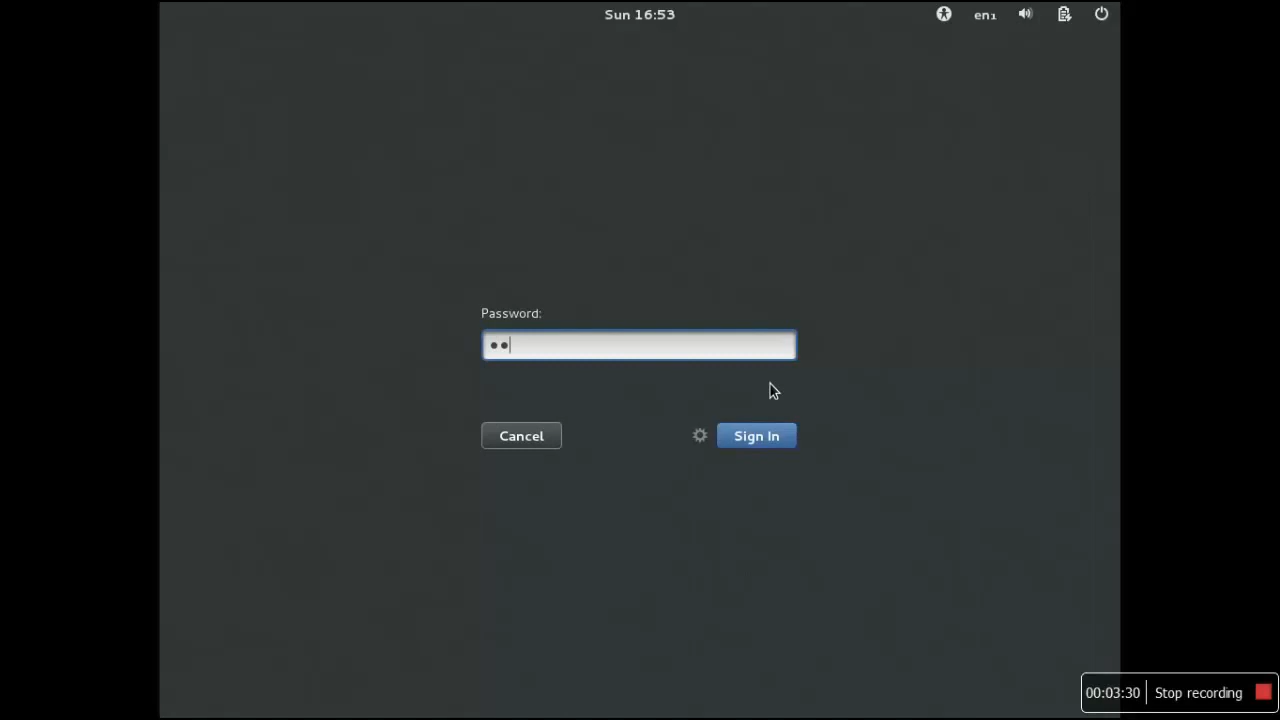 Sun 16:53
en₁
Password:
Cancel
Sign In
00:03:30
Stop recording